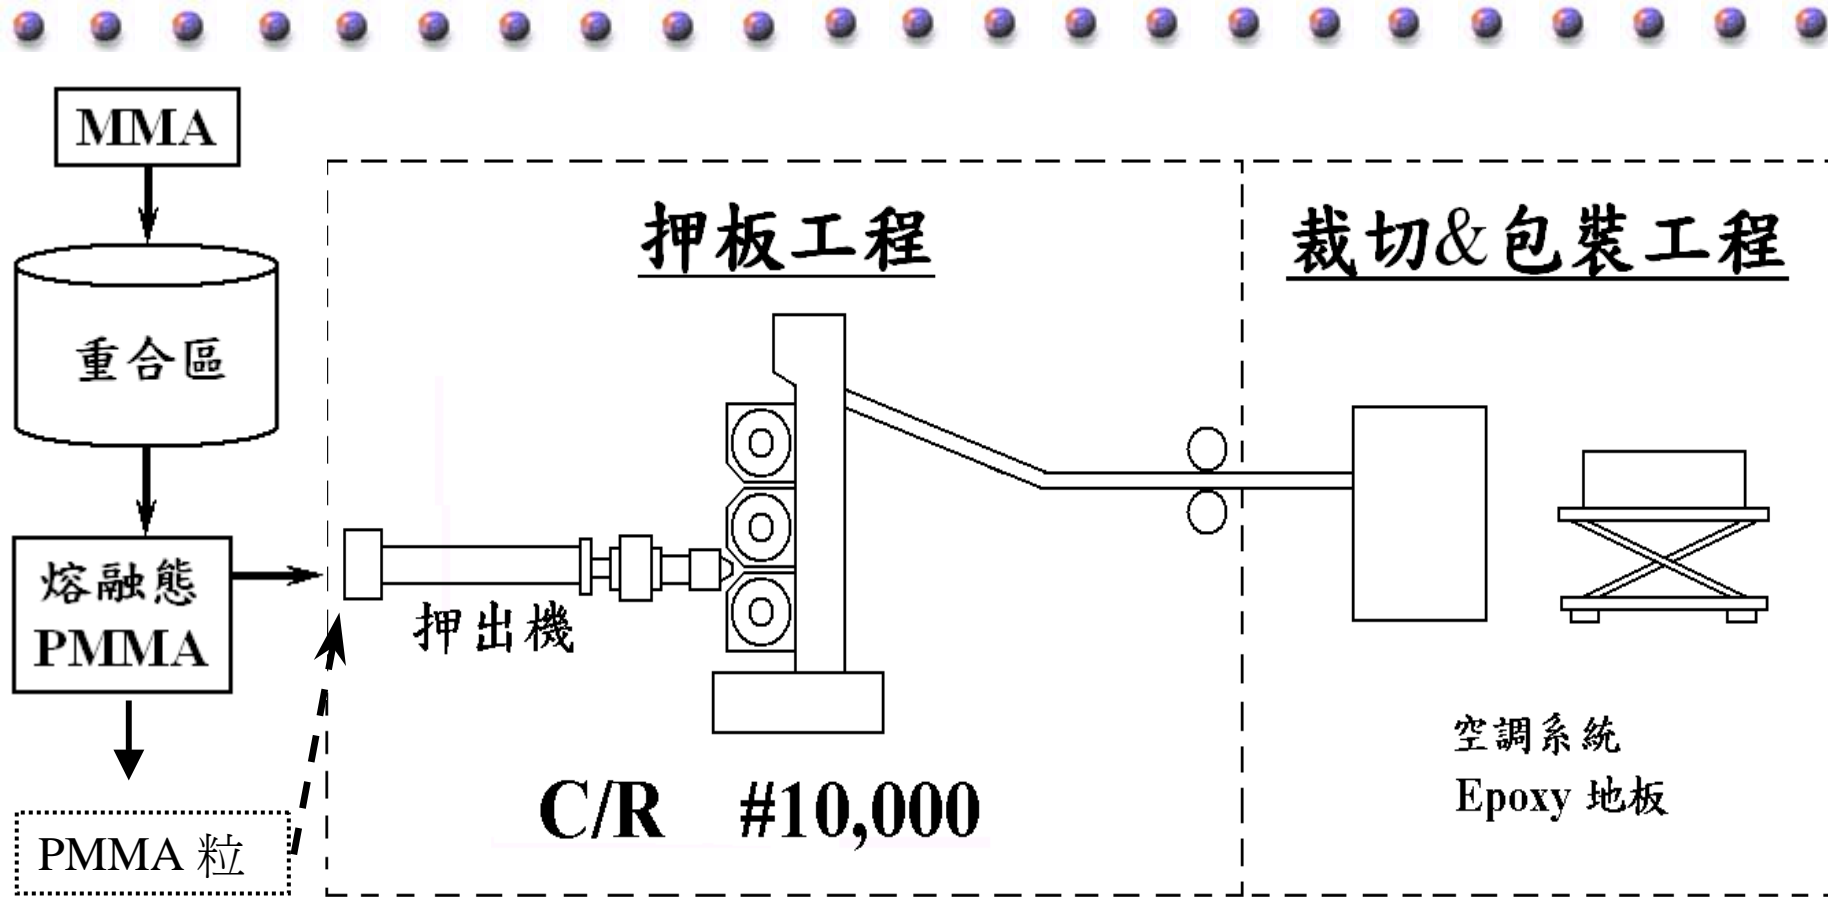 MMA
重合區
熔融態
PMMA
PMMA 粒
押板工程
押出機
C/R #10,000
裁切&包裝工程
空調系統
Epoxy 地板